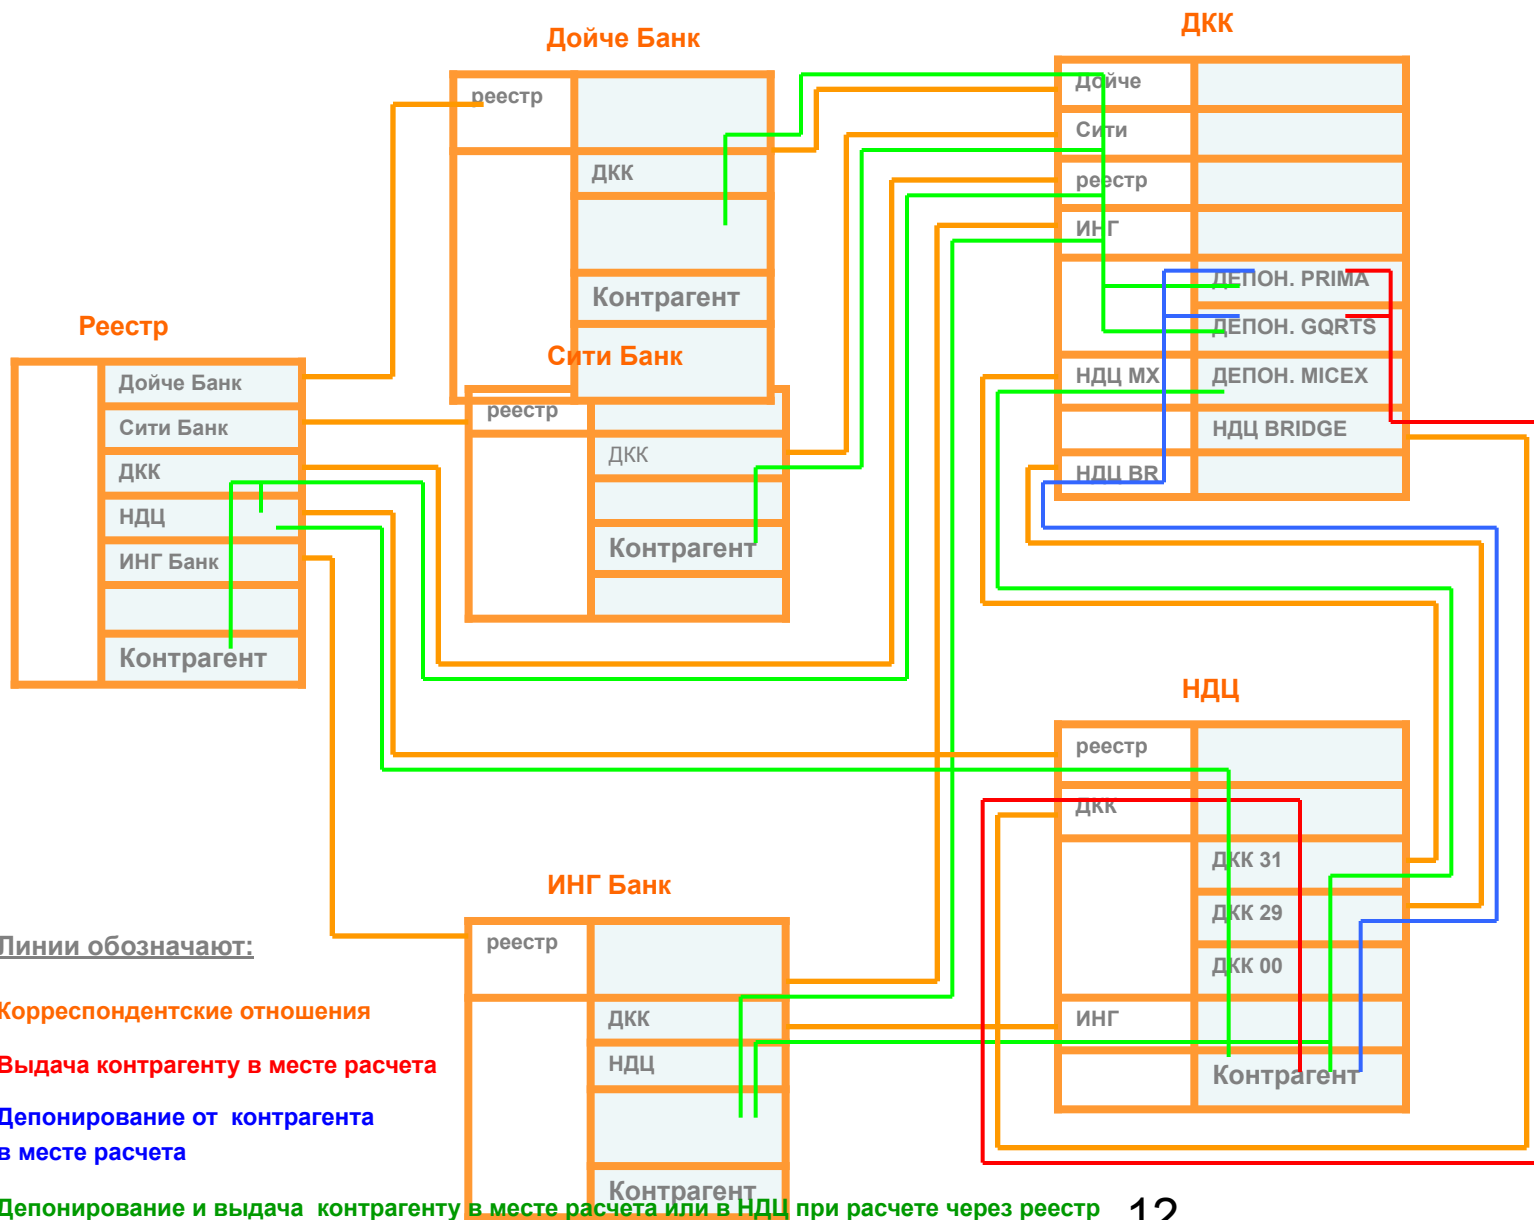 Дойче Банк
реестр
ДКК
Контрагент
ДКК
Дойче
Сити
реестр
ИНГ
ДЕПОН. PRIMA
ДЕПОН. GQRTS
НДЦ МХ
ДЕПОН. MICEX
НДЦ BRIDGE
НДЦ BR
Реестр
Дойче Банк
Сити Банк
ДКК
НДЦ
ИНГ Банк
Контрагент
Сити Банк
реестр
ДКК
Контрагент
НДЦ
реестр
ДКК
ДКК 31
ДКК 29
ДКК 00
ИНГ
Контрагент
ИНГ Банк
реестр
ДКК
НДЦ
Контрагент
Линии обозначают:
Корреспондентские отношения
Выдача контрагенту в месте расчета
Депонирование от контрагента
в месте расчета
Депонирование и выдача контрагенту в месте расчета или в НДЦ при расчете через реестр
12